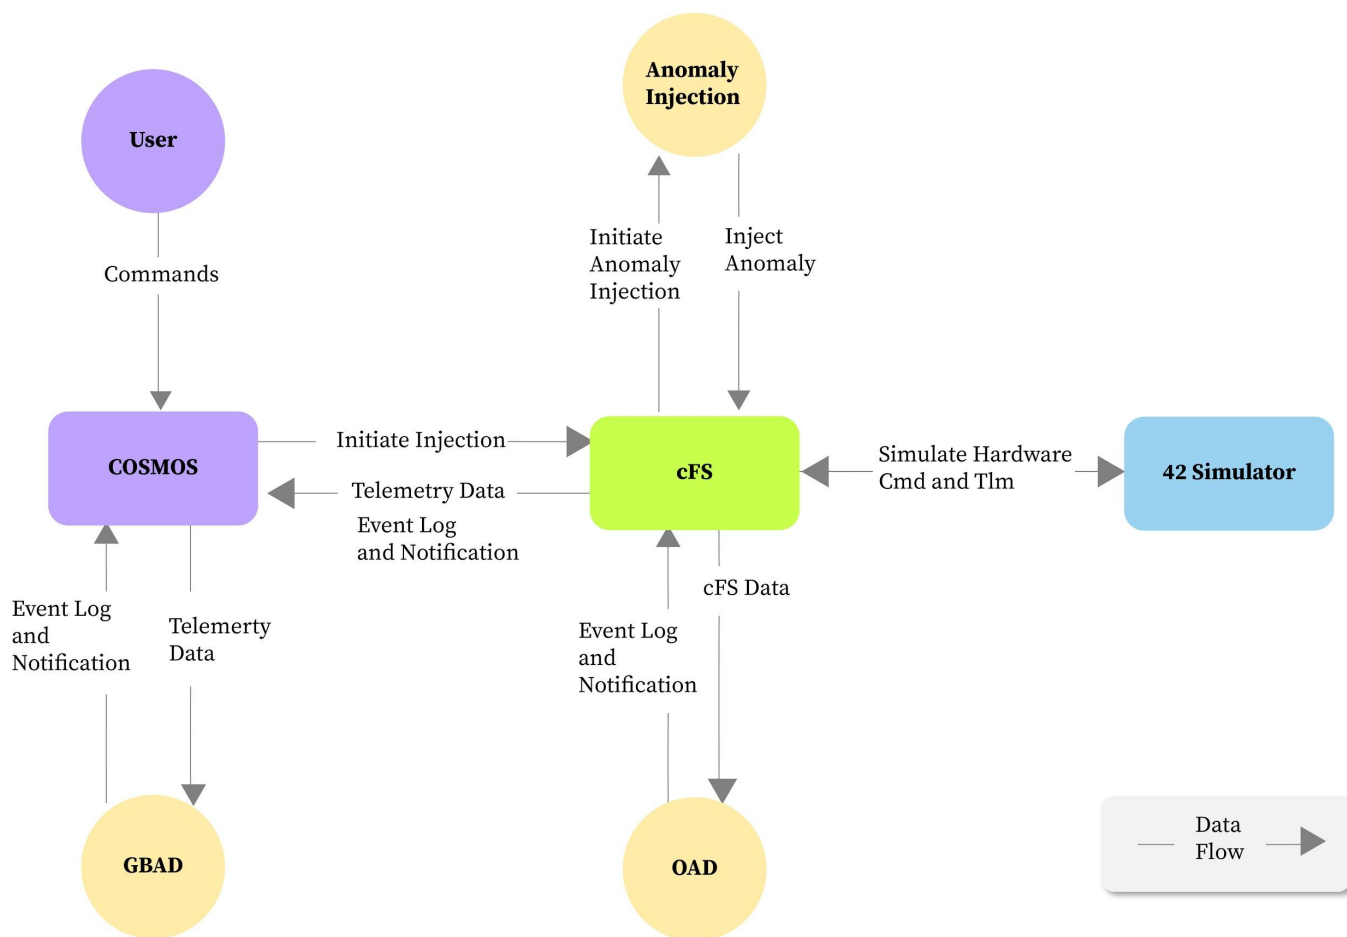 Anomaly
Injection
User
Initiate
Anomaly
Injection
Inject
Anomaly
Commands
COSMOS
Initiate Injection
Telemetry Data
Event Log
and Notification
cFS
Simulate Hardware
Cmd and Tlm
42 Simulator
Event Log
and
Notification
Telemerty
Data
cFS Data
Event Log
and
Notification
GBAD
OAD
Data
Flow